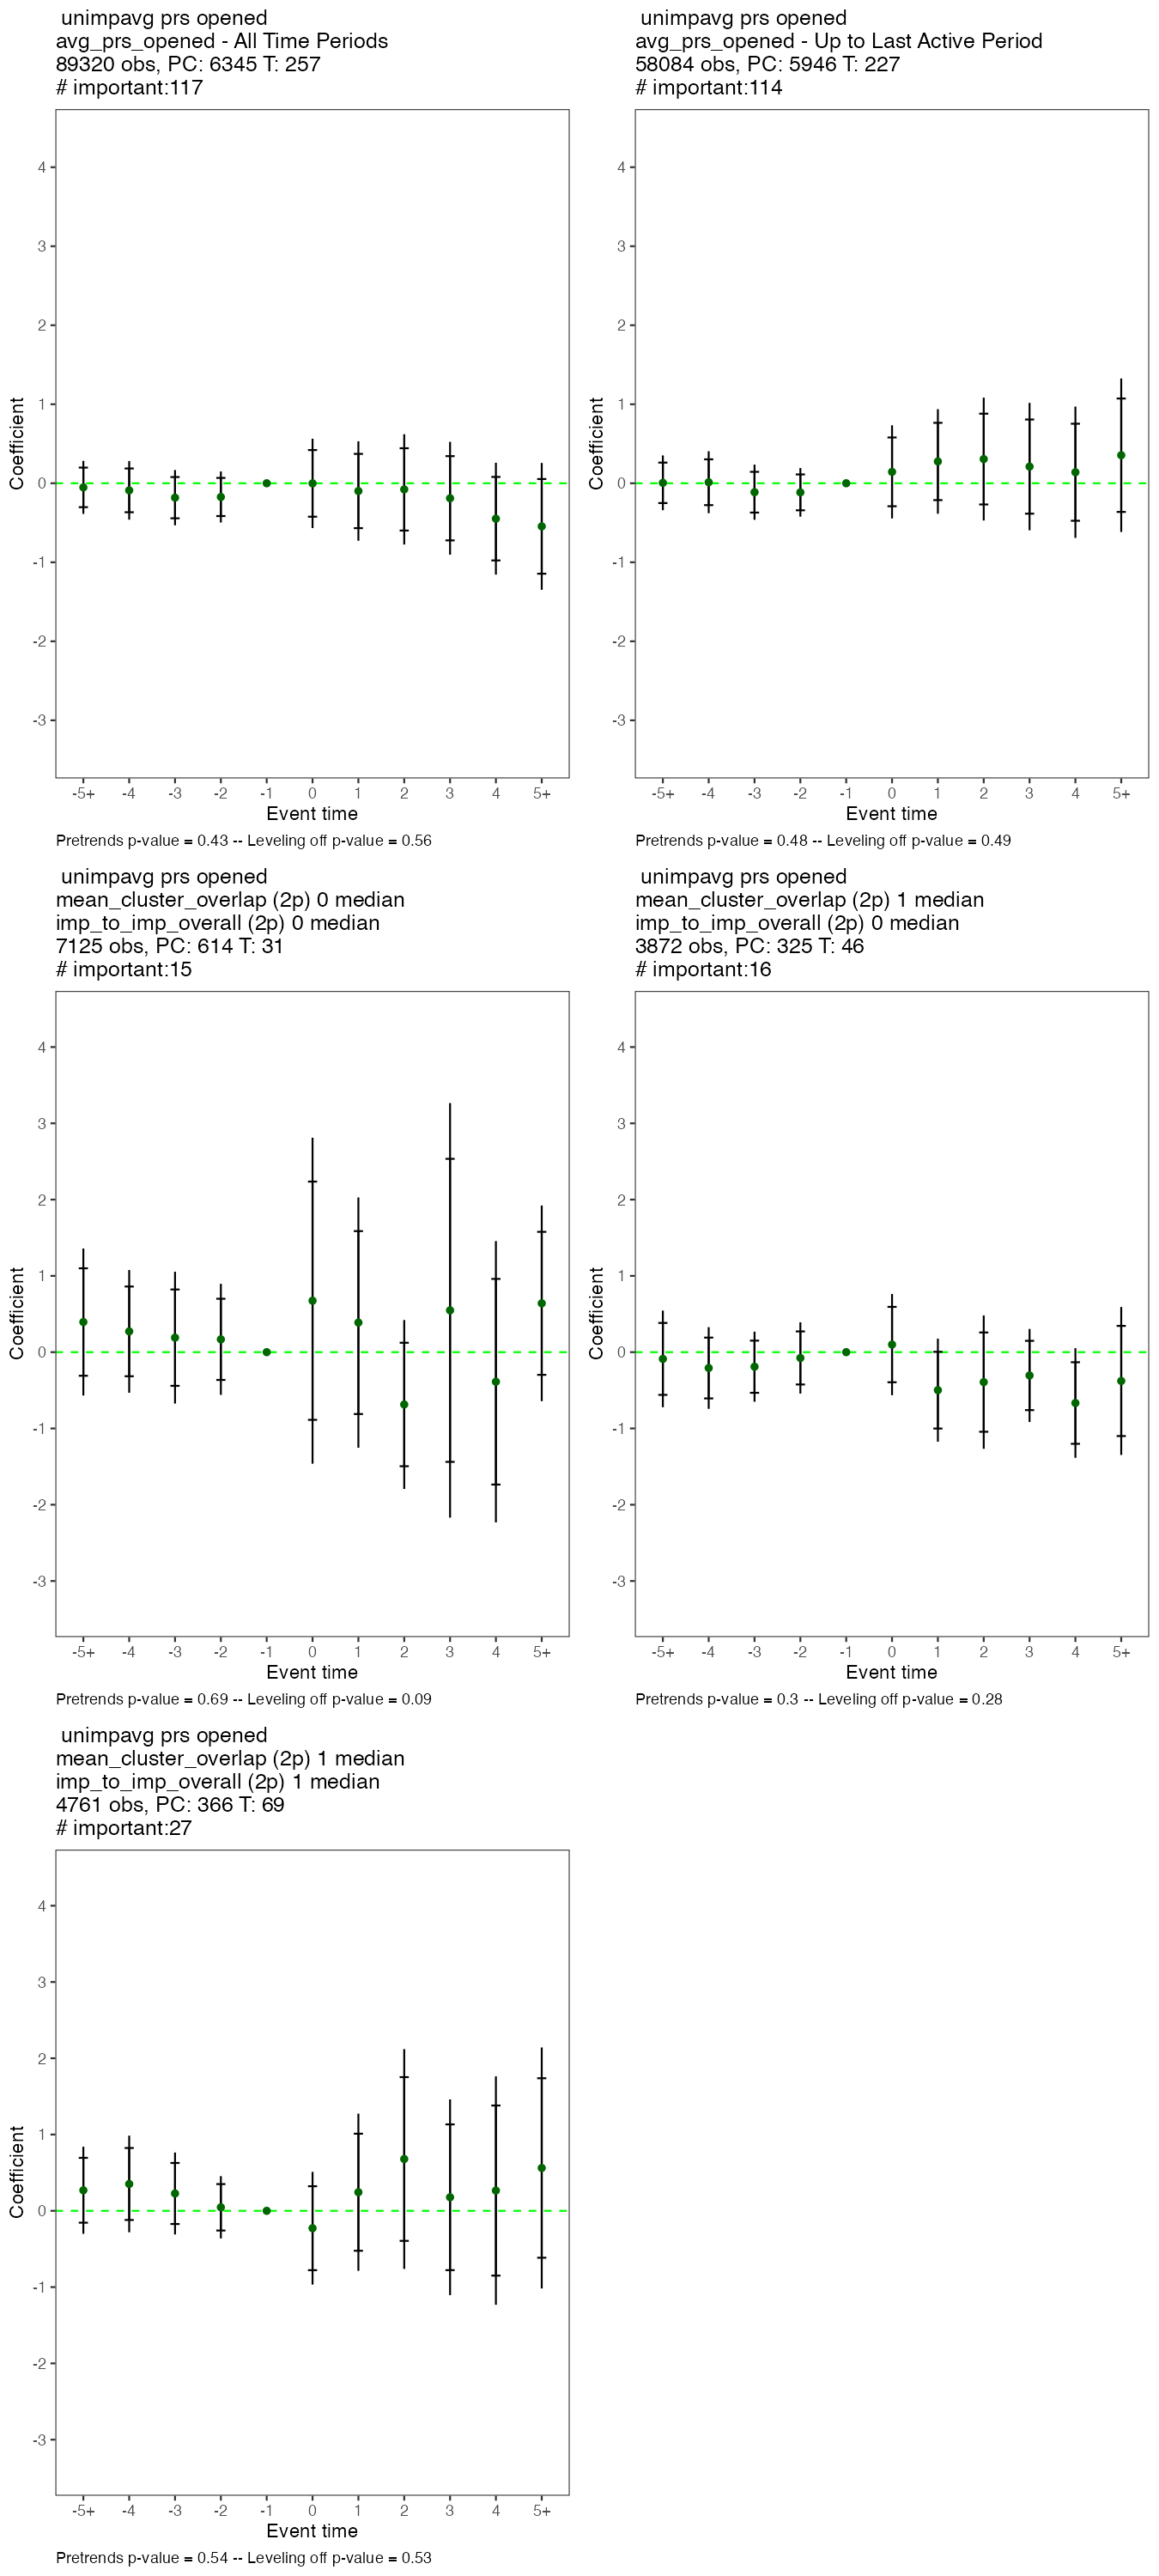 unimpavg prs opened
avg_prs_opened - All Time Periods
89320 obs, PC: 6345 T: 257
# important:117
Coefficient
4
3
2
1
0
-1
-2
-3
-5+ -4 -3 -2 -1 0 1 2 3 4 5+
Event time
Pretrends p-value = 0.43 -- Leveling off p-value = 0.56
unimpavg prs opened
avg_prs_opened - Up to Last Active Period
58084 obs, PC: 5946 T: 227
# important:114
Coefficient
4
3
2
1
0
-1
-2
-3
-5+ -4 -3 -2 -1 0 1 2 3 4 5+
Event time
Pretrends p-value = 0.48 -- Leveling off p-value = 0.49
unimpavg prs opened
mean_cluster_overlap (2p) 0 median
imp_to_imp_overall (2p) 0 median
7125 obs, PC: 614 T: 31
# important:15
Coefficient
4
3
2
1
0
-1
-2
-3
-5+ -4 -3 -2 -1 0 1 2 3 4 5+
Event time
Pretrends p-value = 0.69 -- Leveling off p-value = 0.09
unimpavg prs opened
mean_cluster_overlap (2p) 1 median
imp_to_imp_overall (2p) 0 median
3872 obs, PC: 325 T: 46
# important:16
Coefficient
4
3
2
1
0
-1
-2
-3
-5+ -4 -3 -2 -1 0 1 2 3 4 5+
Event time
Pretrends p-value = 0.3 -- Leveling off p-value = 0.28
unimpavg prs opened
mean_cluster_overlap (2p) 1 median
imp_to_imp_overall (2p) 1 median
4761 obs, PC: 366 T: 69
# important:27
Coefficient
4
3
2
1
0
-1
-2
-3
-5+ -4 -3 -2 -1 0 1 2 3 4 5+
Event time
Pretrends p-value = 0.54 -- Leveling off p-value = 0.53